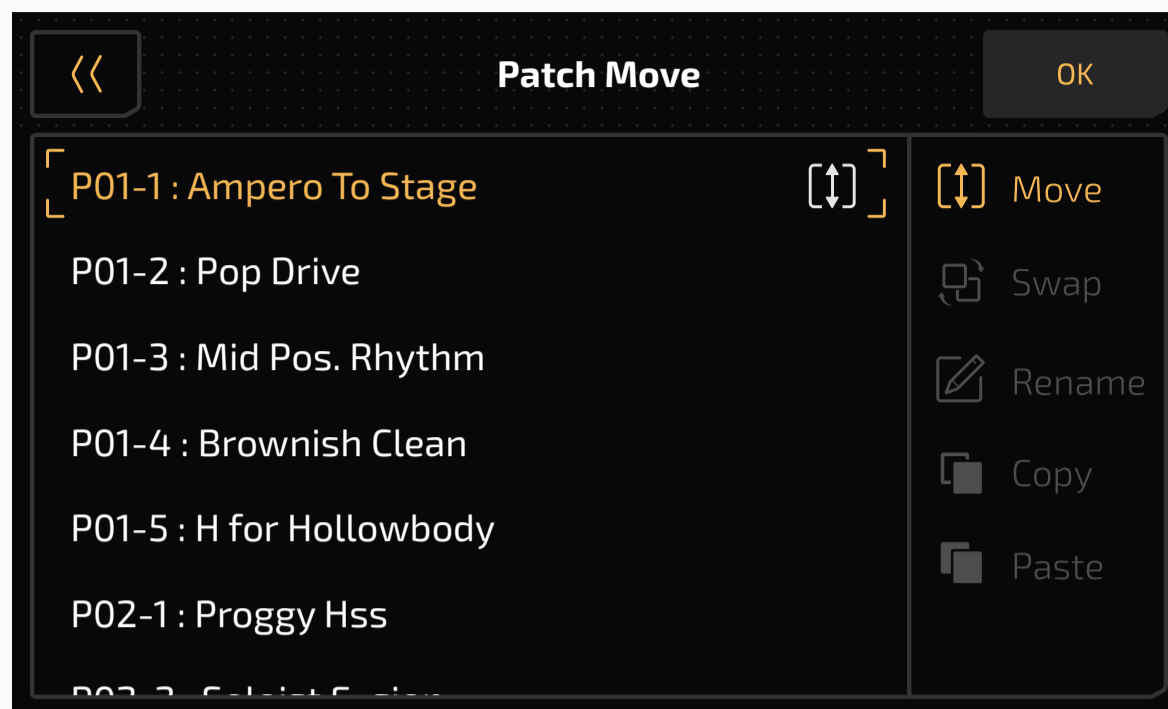 Patch Move
OK
P01-1 : Ampero To Stage
Move
P01-2 : Pop Drive
Swap
P01-3 : Mid Pos. Rhythm
Rename
P01-4 : Brownish Clean
Copy
P01-5 : H for Hollowbody
Paste
P02-1 : Proggy Hss